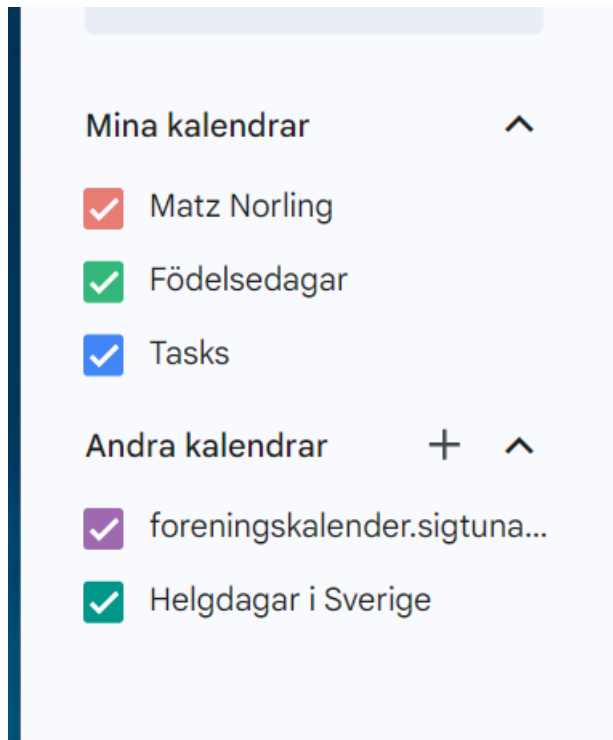 Mina kalendrar
Matz Norling
Födelsedagar
Tasks
Andra kalendrar
foreningskalender.sigtuna...
Helgdagar i Sverige